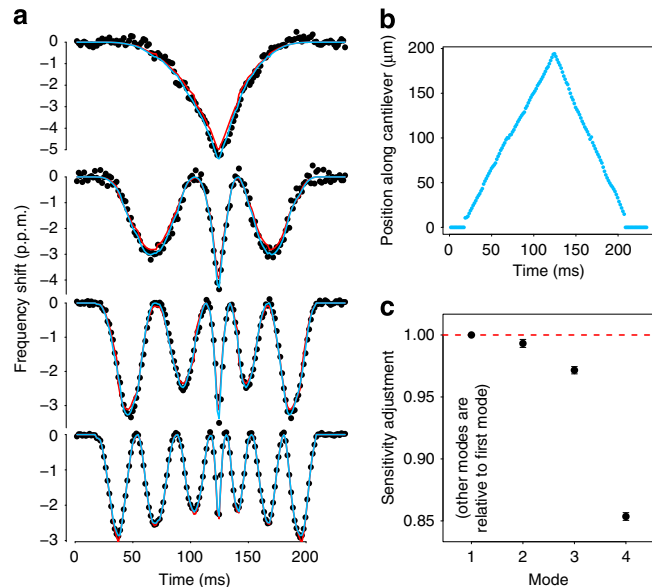 a
0
−1
−2
−3
−4
−5
0
−1
−2
−3
−4
0
−1
−2
−3
0
−1
−2
−3
Frequency shift (p.p.m.)
0 50 100 150 200
Time (ms)
b
200
150
100
50
0
Position along cantilever (μm)
0 50 100 150 200
Time (ms)
c
1.00
0.95
0.90
0.85
Sensitivity adjustment
(other modes are
relative to first mode)
1 2 3 4
Mode